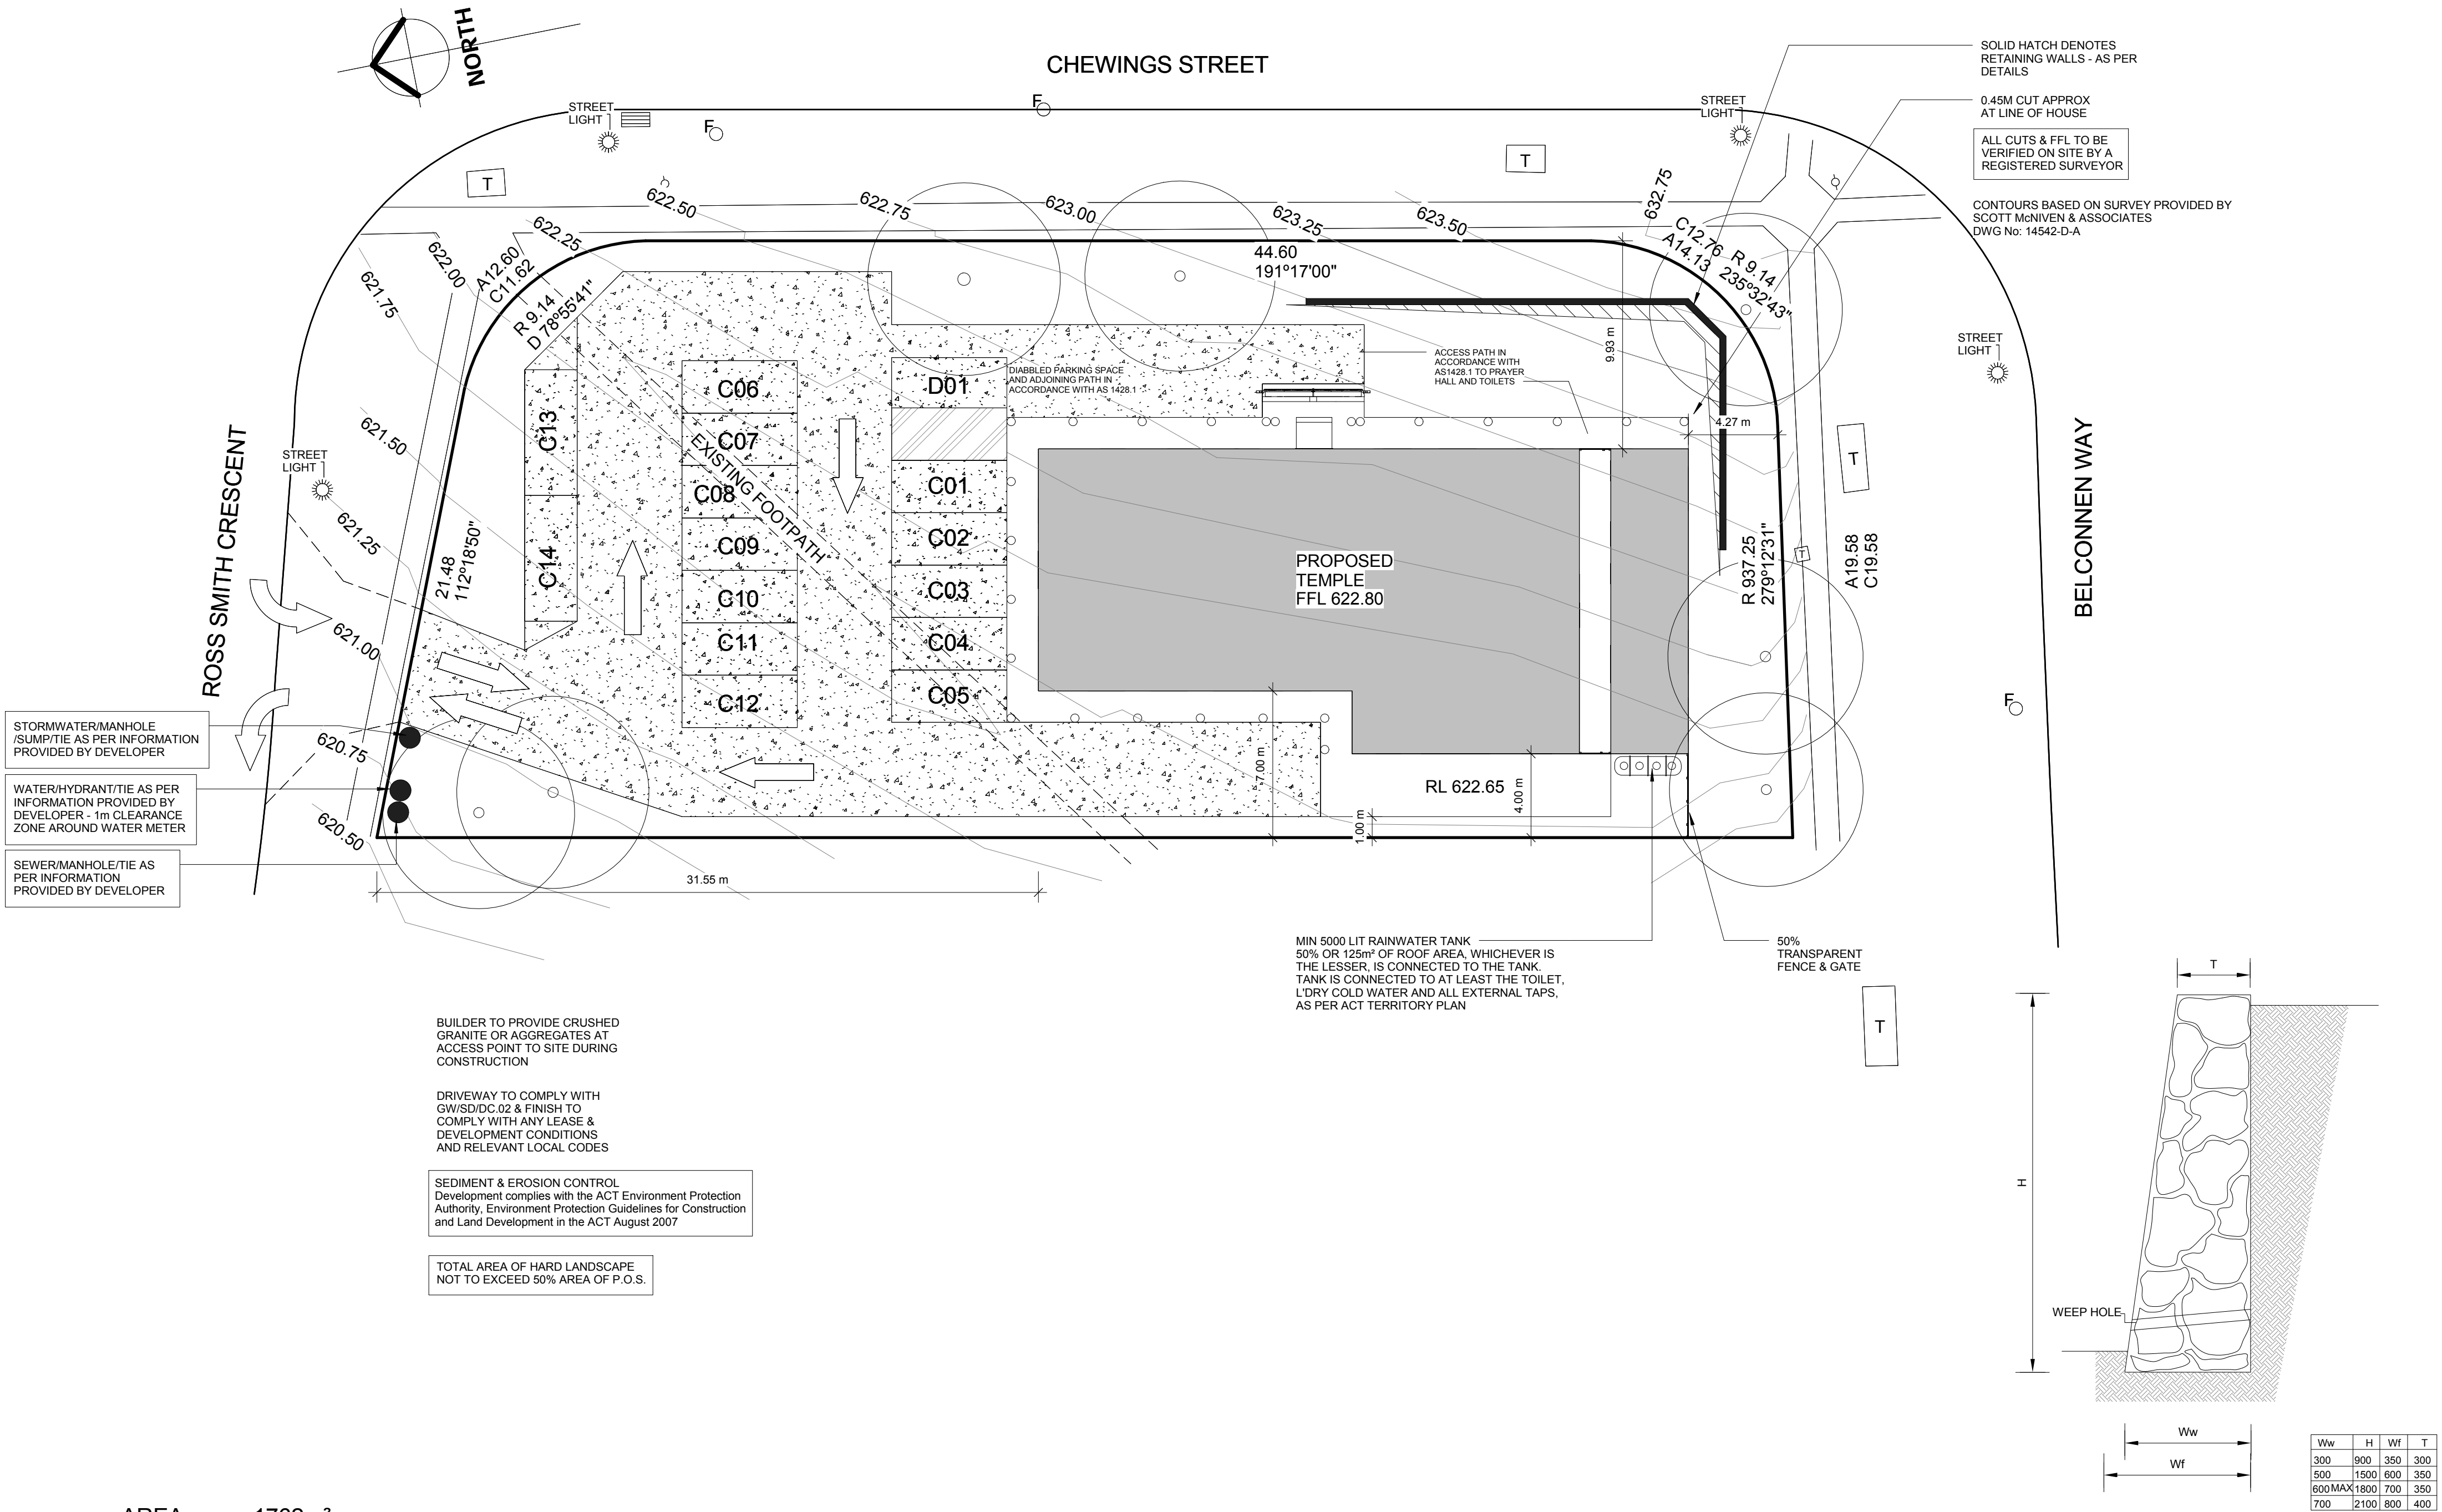 NORTH
CHEWINGS STREET
SOLID HATCH DENOTES
RETAINING WALLS - AS PER
DETAILS
0.45M CUT APPROX
AT LINE OF HOUSE
ALL CUTS & FFL TO BE
VERIFIED ON SITE BY A
REGISTERED SURVEYOR
CONTOURS BASED ON SURVEY PROVIDED BY
SCOTT McNIVEN & ASSOCIATES
DWG No: 14542-D-A
STREET
LIGHT
F
F
STREET
LIGHT
T
T
622.50
622.75
623.00
623.25
623.50
632.75
622.25
622.00
621.75
A12.60
C11.62
R 9.14
D 78°55'41"
44.60
191°17'00"
C12.76
A14.13
R 9.14
235°32'43"
STREET
LIGHT
9.93 m
ACCESS PATH IN
ACCORDANCE WITH
AS1428.1 TO PRAYER
HALL AND TOILETS
DIABBLED PARKING SPACE
AND ADJOINING PATH IN
ACCORDANCE WITH AS 1428.1
C06
D01
C13
C07
EXISTING FOOTPATH
C08
C01
C09
C02
C14
C10
C03
C11
C04
C12
C05
4.27 m
T
621.50
STREET
LIGHT
621.25
21.48
112°18'50"
ROSS SMITH CRESCENT
621.00
PROPOSED
TEMPLE
FFL 622.80
R 937.25
279°12'31"
T
A19.58
C19.58
BELCONNEN WAY
F
STORMWATER/MANHOLE
/SUMP/TIE AS PER INFORMATION
PROVIDED BY DEVELOPER
620.75
WATER/HYDRANT/TIE AS PER
INFORMATION PROVIDED BY
DEVELOPER - 1m CLEARANCE
ZONE AROUND WATER METER
620.50
SEWER/MANHOLE/TIE AS
PER INFORMATION
PROVIDED BY DEVELOPER
7.00 m
1.00 m
RL 622.65
4.00 m
31.55 m
MIN 5000 LIT RAINWATER TANK
50% OR 125m² OF ROOF AREA, WHICHEVER IS
THE LESSER, IS CONNECTED TO THE TANK.
TANK IS CONNECTED TO AT LEAST THE TOILET,
L'DRY COLD WATER AND ALL EXTERNAL TAPS,
AS PER ACT TERRITORY PLAN
50%
TRANSPARENT
FENCE & GATE
T
BUILDER TO PROVIDE CRUSHED
GRANITE OR AGGREGATES AT
ACCESS POINT TO SITE DURING
CONSTRUCTION
DRIVEWAY TO COMPLY WITH
GW/SD/DC.02 & FINISH TO
COMPLY WITH ANY LEASE &
DEVELOPMENT CONDITIONS
AND RELEVANT LOCAL CODES
SEDIMENT & EROSION CONTROL
Development complies with the ACT Environment Protection
Authority, Environment Protection Guidelines for Construction
and Land Development in the ACT August 2007
TOTAL AREA OF HARD LANDSCAPE
NOT TO EXCEED 50% AREA OF P.O.S.
T
H
WEEP HOLE
Ww
Wf
Ww H Wf T
300 900 350 300
500 1500 600 350
600 MAX 1800 700 350
700 2100 800 400